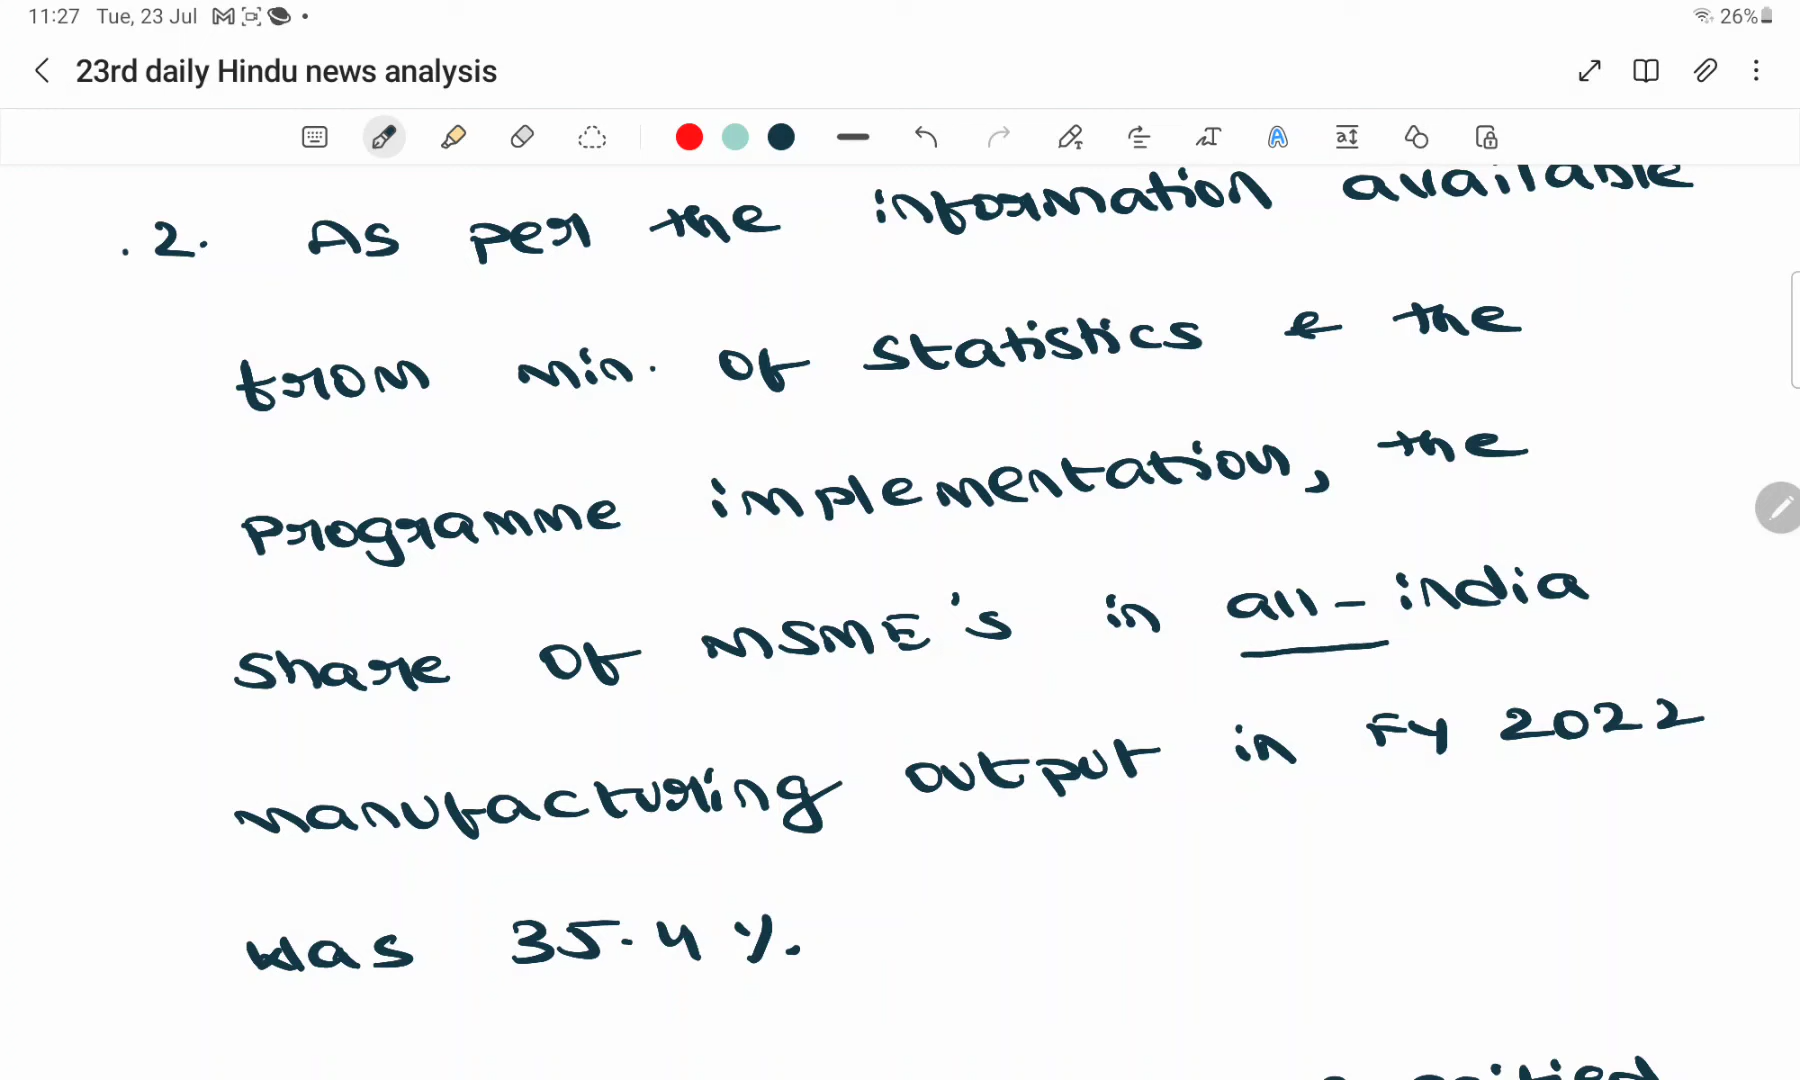 11:27 Tue, 23 Jul 26%
23rd daily Hindu news analysis
.2. As per the information available
from min. of statistics & the
Programme implementation, the
share of MSME's in all-india
manufacturing output in FY 2022
was 35.4%.